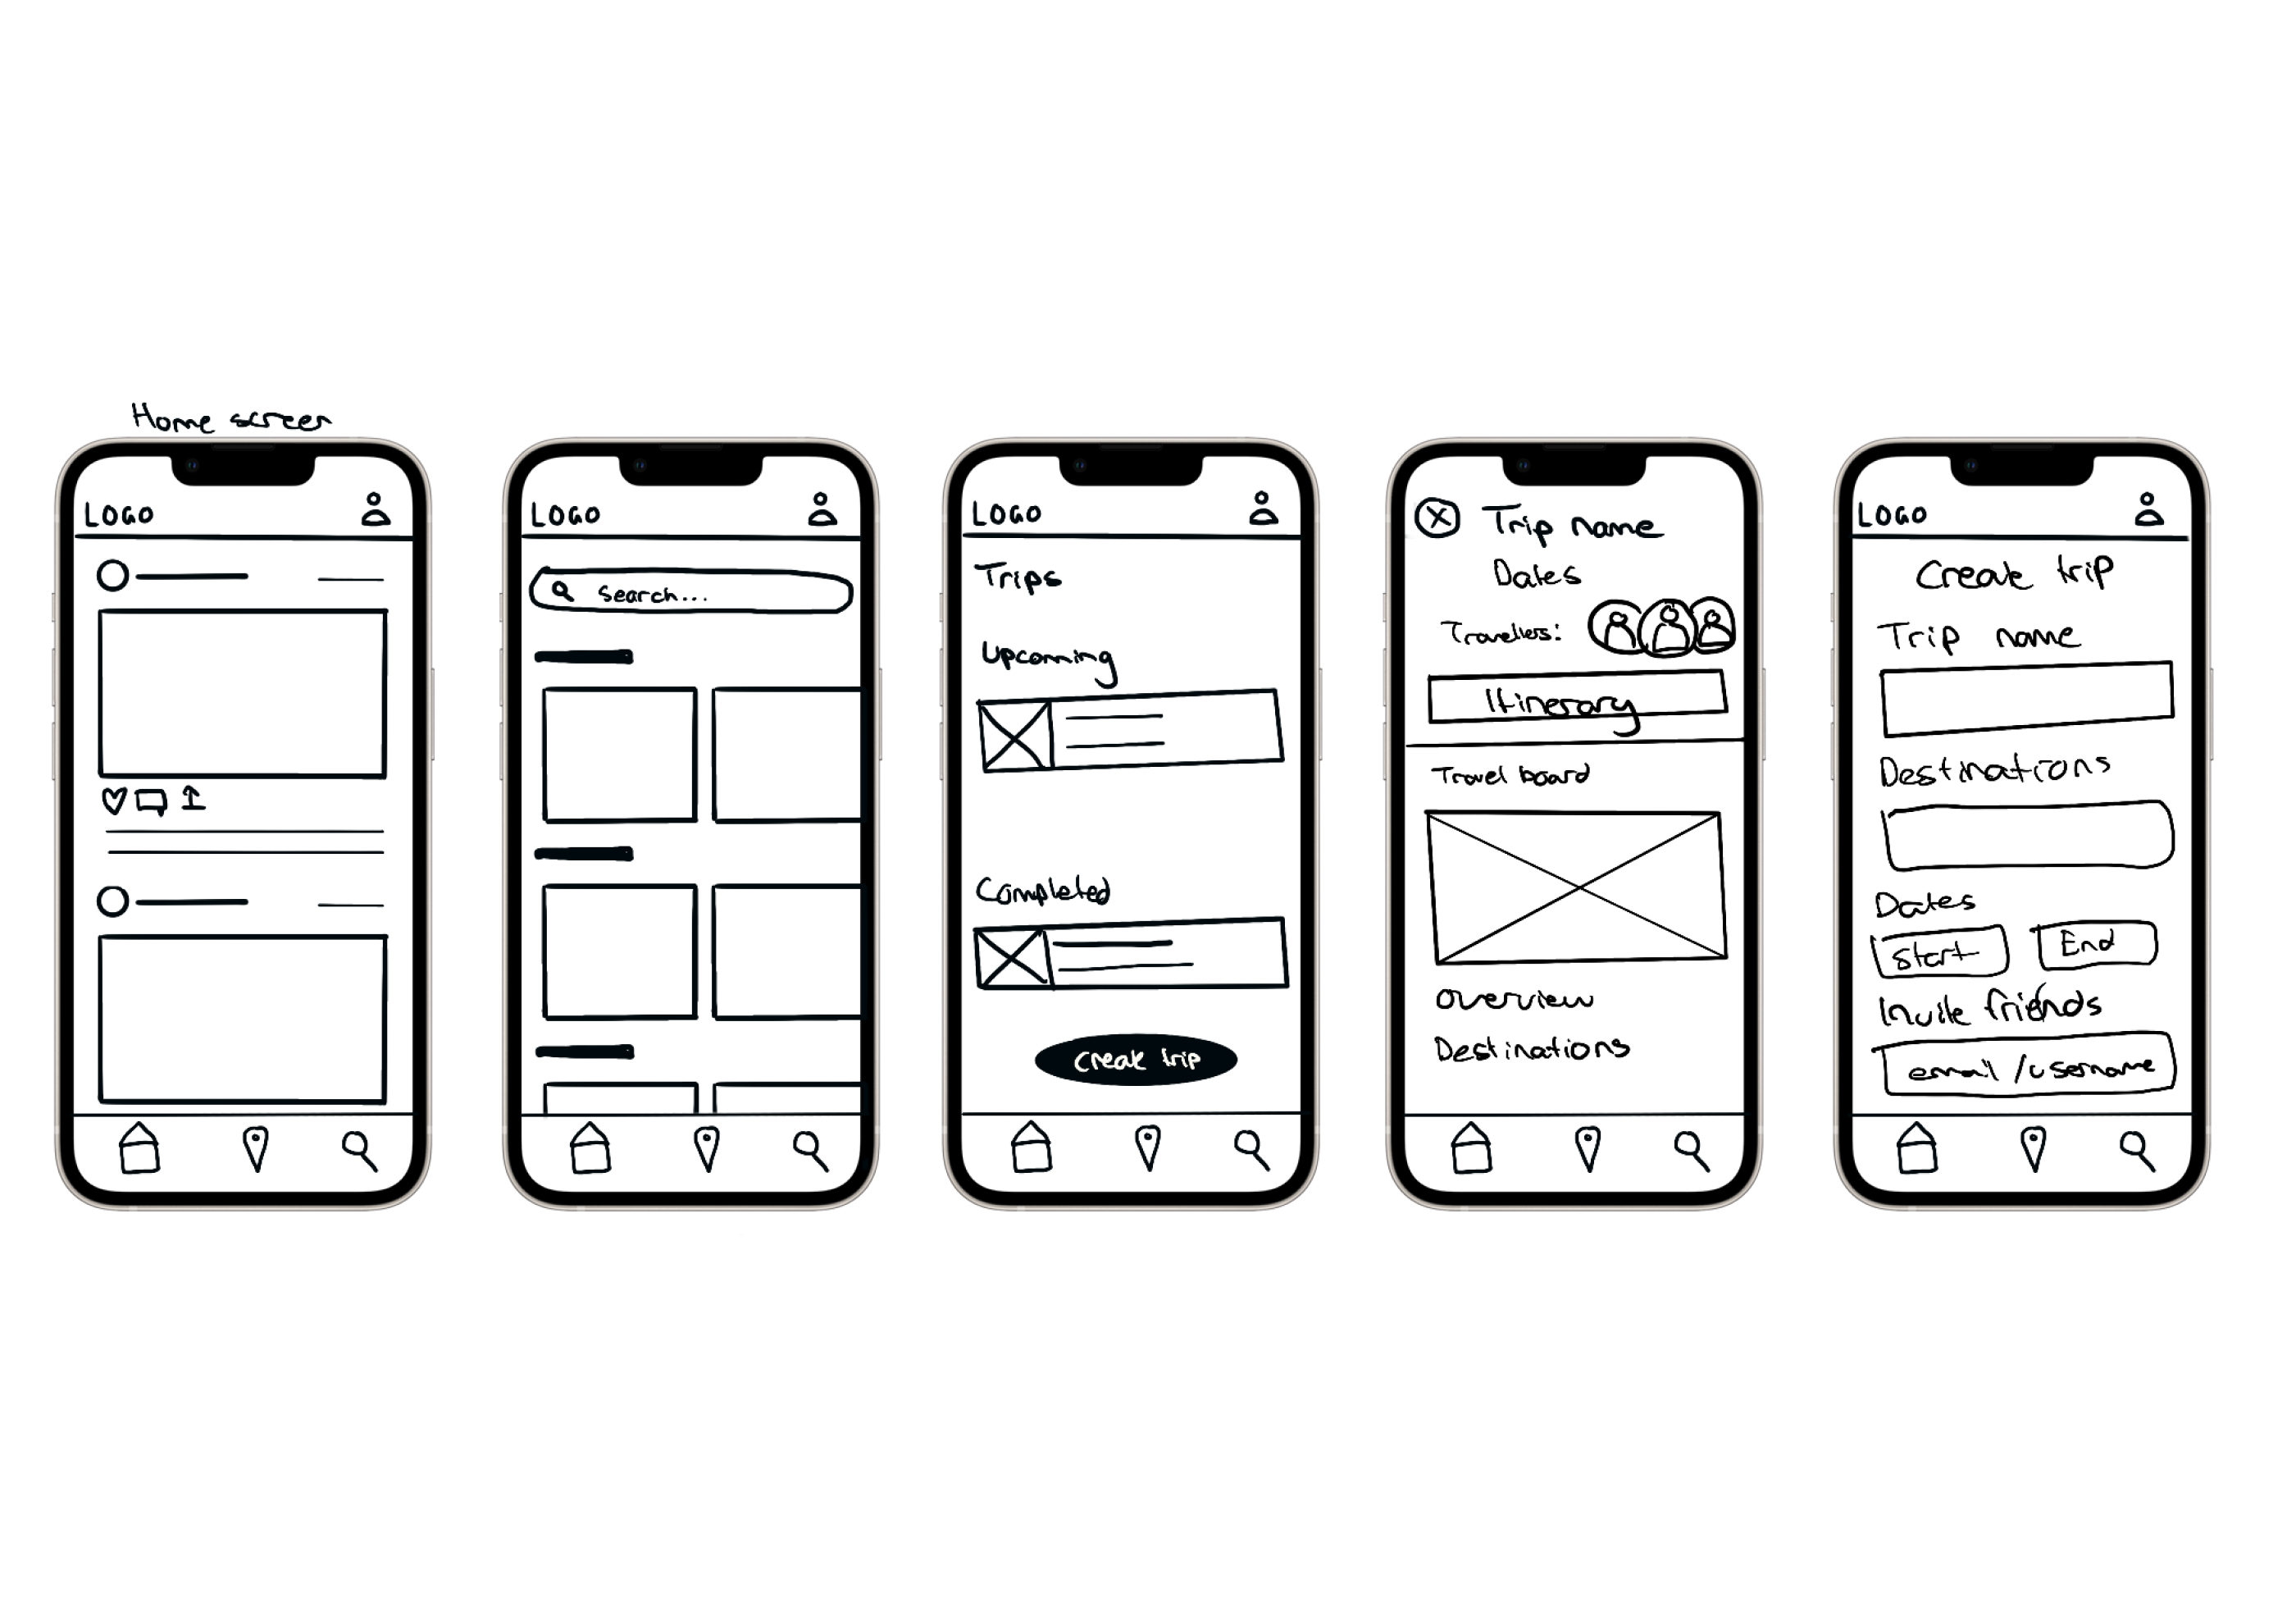 Home screen
LOGO
LOGO
Search...
LOGO
Trips
Upcoming
Completed
Create trip
Trip name
Dates
Travellers:
Itinerary
Travel board
Overview
Destinations
LOGO
Create trip
Trip name
Destinations
Dates
Start End
Invite friends
email/username